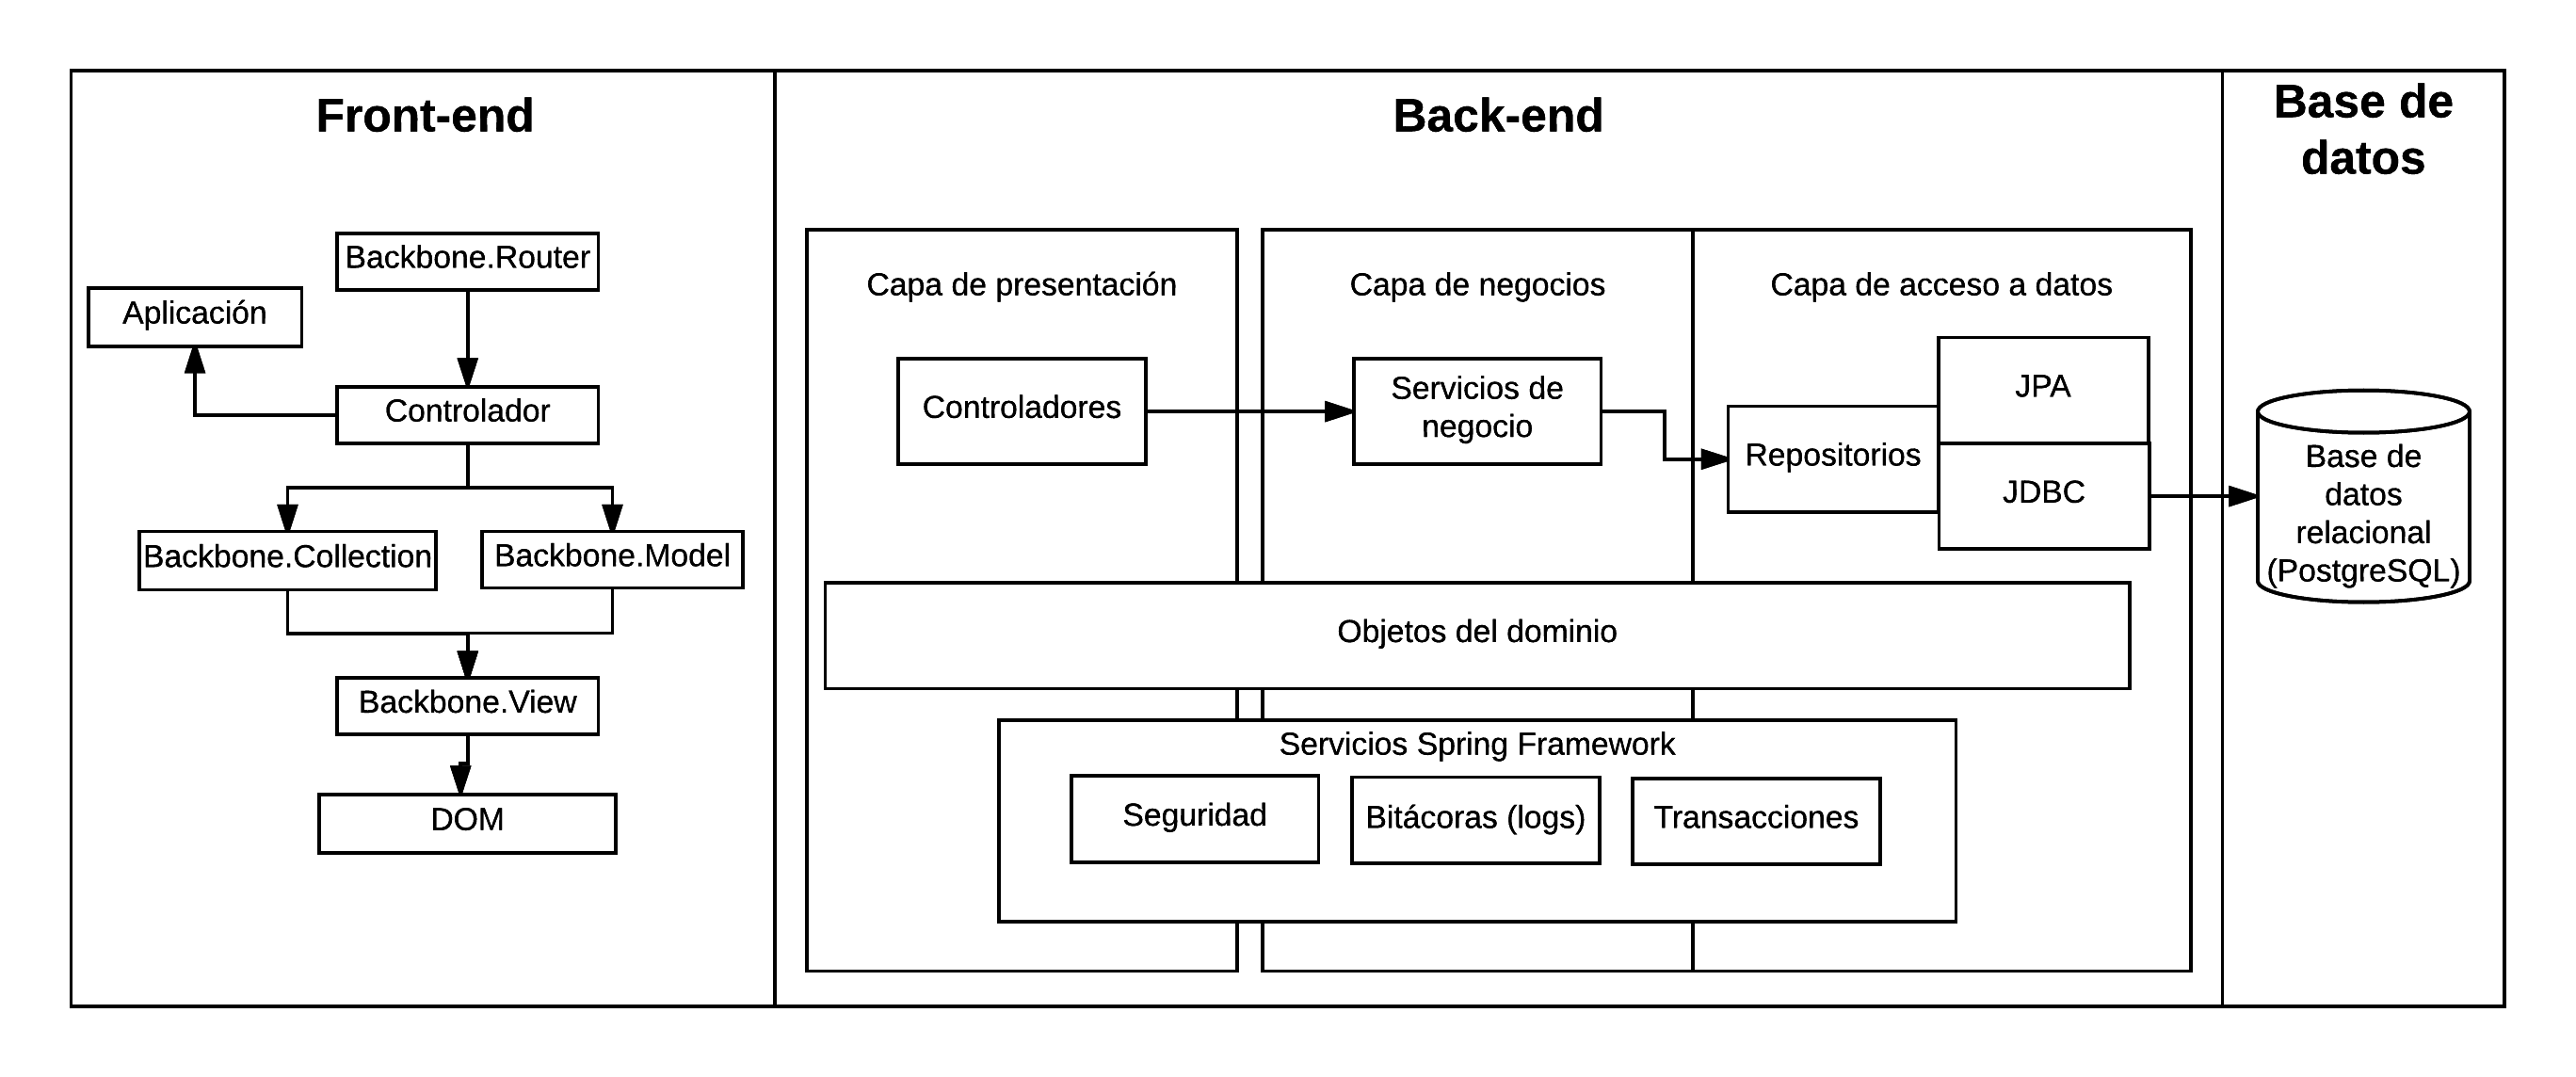 Front-end
Backbone.Router
Aplicación
Controlador
Backbone.Collection
Backbone.Model
Backbone.View
DOM
Back-end
Capa de presentación
Controladores
Capa de negocios
Servicios de
negocio
Capa de acceso a datos
Repositorios
JPA
JDBC
Objetos del dominio
Servicios Spring Framework
Seguridad
Bitácoras (logs)
Transacciones
Base de
datos
Base de
datos
relacional
(PostgreSQL)